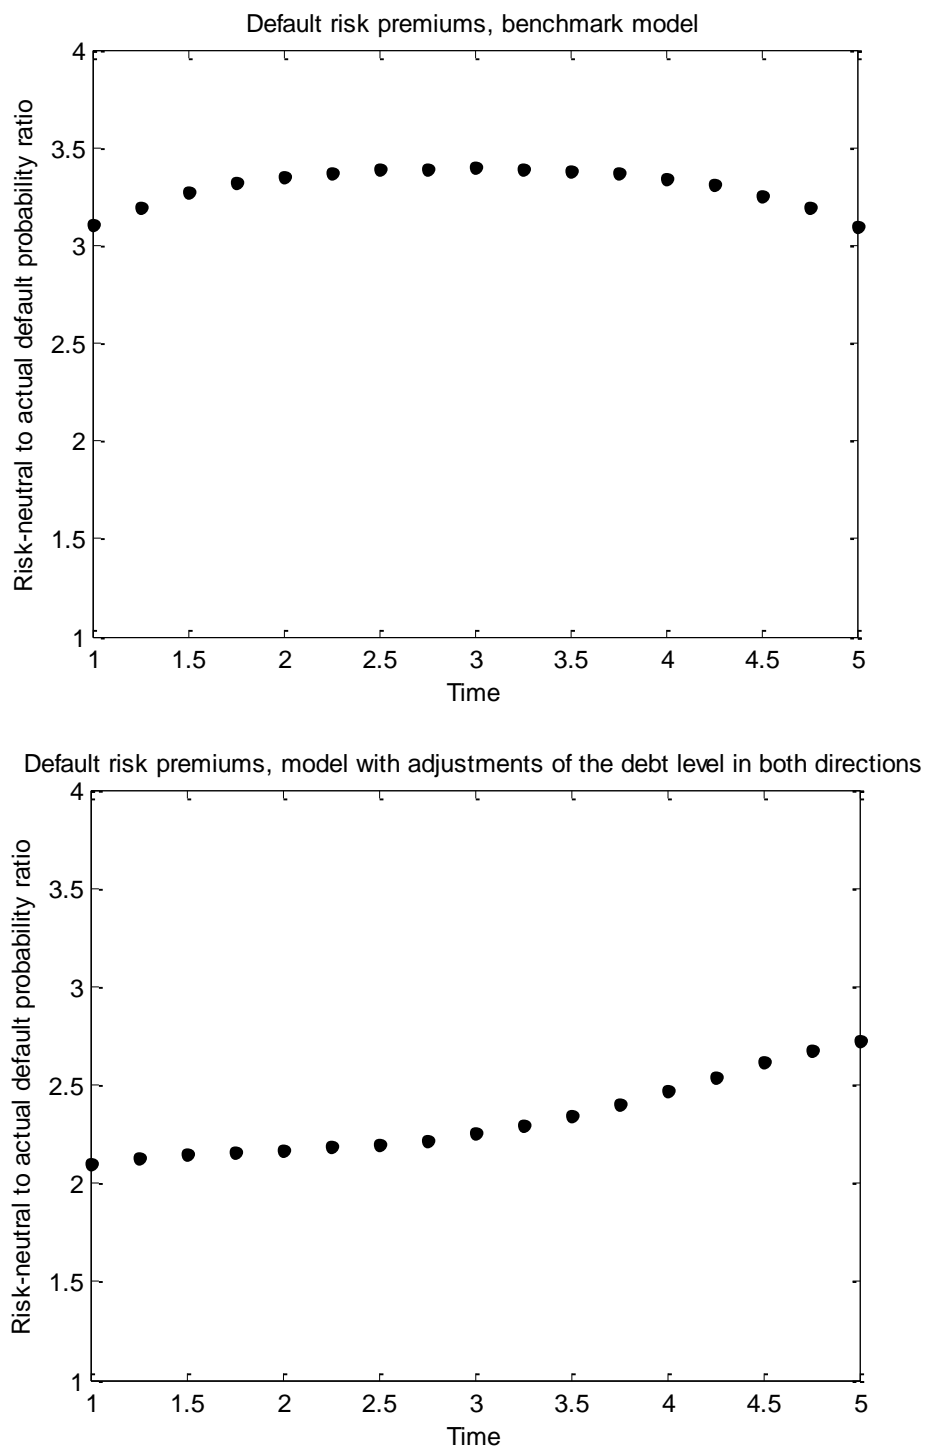 Default risk premiums, benchmark model
4
3.5
3
2.5
2
1.5
1
Risk-neutral to actual default probability ratio
1 1.5 2 2.5 3 3.5 4 4.5 5
Time
Default risk premiums, model with adjustments of the debt level in both directions
4
3.5
3
2.5
2
1.5
1
Risk-neutral to actual default probability ratio
1 1.5 2 2.5 3 3.5 4 4.5 5
Time